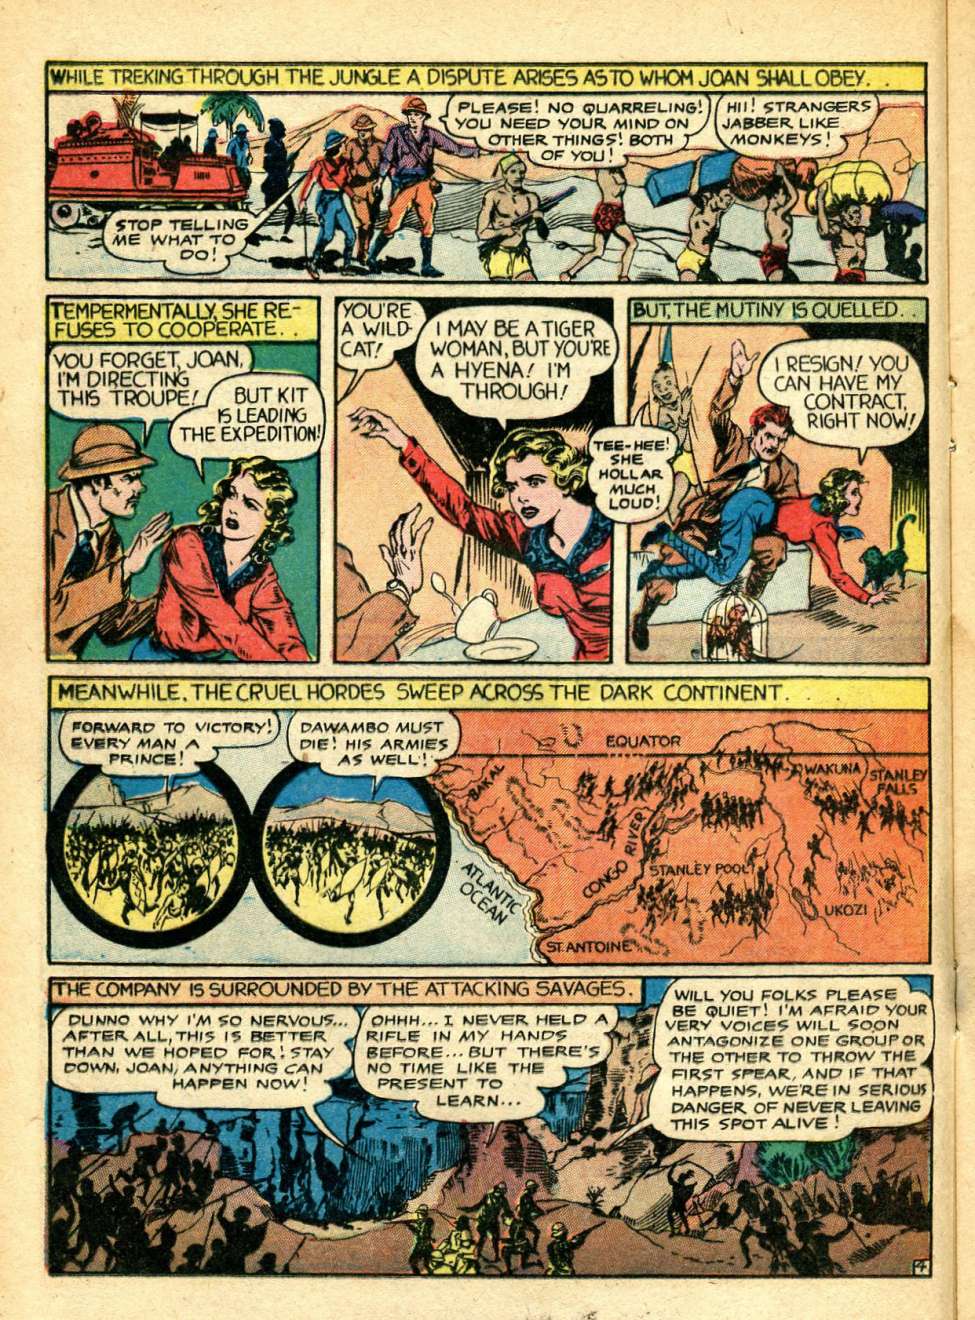 WHILE TREKING THROUGH THE JUNGLE A DISPUTE ARISES AS TO WHOM JOAN SHALL OBEY. . .
STOP TELLING
ME WHAT TO
DO!
PLEASE! NO QUARRELING!
YOU NEED YOUR MIND ON
OTHER THINGS! BOTH
OF YOU!
HII! STRANGERS
JABBER LIKE
MONKEYS!
TEMPERMENTALLY, SHE RE-
FUSES TO COOPERATE. . .
YOU FORGET, JOAN,
I'M DIRECTING
THIS TROUPE!
BUT KIT
IS LEADING
THE EXPEDITION!
YOU'RE
A WILD-
CAT!
I MAY BE A TIGER
WOMAN, BUT YOU'RE
A HYENA! I'M
THROUGH!
BUT, THE MUTINY IS QUELLED. . .
TEE-HEE!
SHE
HOLLAR
MUCH
LOUD!
I RESIGN! YOU
CAN HAVE MY
CONTRACT,
RIGHT NOW!
MEANWHILE, THE CRUEL HORDES SWEEP ACROSS THE DARK CONTINENT. . . .
FORWARD TO VICTORY!
EVERY MAN A
PRINCE!
DAWAMBO MUST
DIE! HIS ARMIES
AS WELL!
EQUATOR
BAKAL
WAKUNA
STANLEY
FALLS
CONGO RIVER
STANLEY POOL
UKOZI
ATLANTIC
OCEAN
ST. ANTOINE
THE COMPANY IS SURROUNDED BY THE ATTACKING SAVAGES.
DUNNO WHY I'M SO NERVOUS...
AFTER ALL, THIS IS BETTER
THAN WE HOPED FOR! STAY
DOWN, JOAN, ANYTHING CAN
HAPPEN NOW!
OHHH... I NEVER HELD A
RIFLE IN MY HANDS
BEFORE... BUT THERE'S
NO TIME LIKE THE
PRESENT TO
LEARN...
WILL YOU FOLKS PLEASE
BE QUIET! I'M AFRAID YOUR
VERY VOICES WILL SOON
ANTAGONIZE ONE GROUP OR
THE OTHER TO THROW THE
FIRST SPEAR, AND IF THAT
HAPPENS, WE'RE IN SERIOUS
DANGER OF NEVER LEAVING
THIS SPOT ALIVE!
4